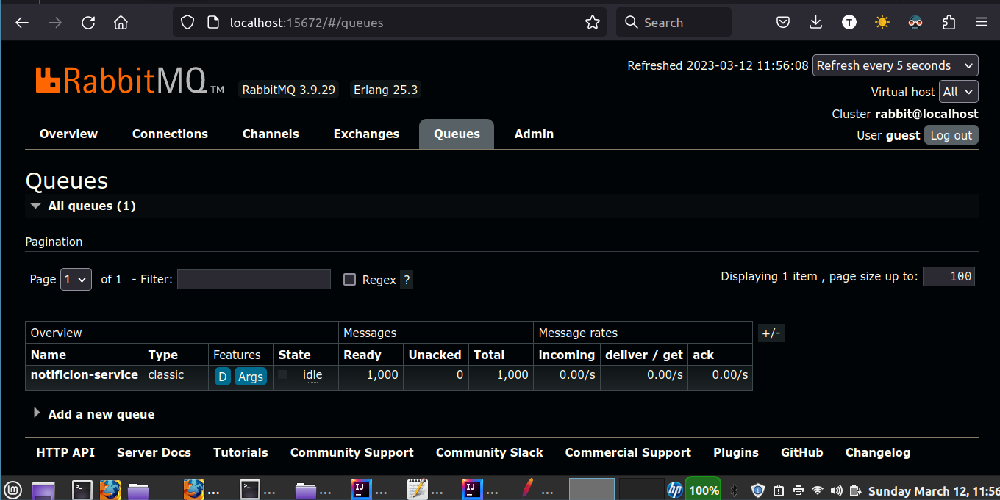 localhost:15672/#/queues
Search
T
RabbitMQ TM
RabbitMQ 3.9.29
Erlang 25.3
Refreshed 2023-03-12 11:56:08 Refresh every 5 seconds
Virtual host All
Cluster rabbit@localhost
User guest Log out
Overview Connections Channels Exchanges Queues Admin
Queues
All queues (1)
Pagination
Page 1 of 1 - Filter: Regex ?
Displaying 1 item , page size up to: 100
Overview Messages Message rates +/-
Name Type Features State Ready Unacked Total incoming deliver / get ack
notificion-service classic D Args idle 1,000 0 1,000 0.00/s 0.00/s 0.00/s
Add a new queue
HTTP API Server Docs Tutorials Community Support Community Slack Commercial Support Plugins GitHub Changelog
... ... ... IJ ... ... IJ ... ... hp 100% Sunday March 12, 11:56